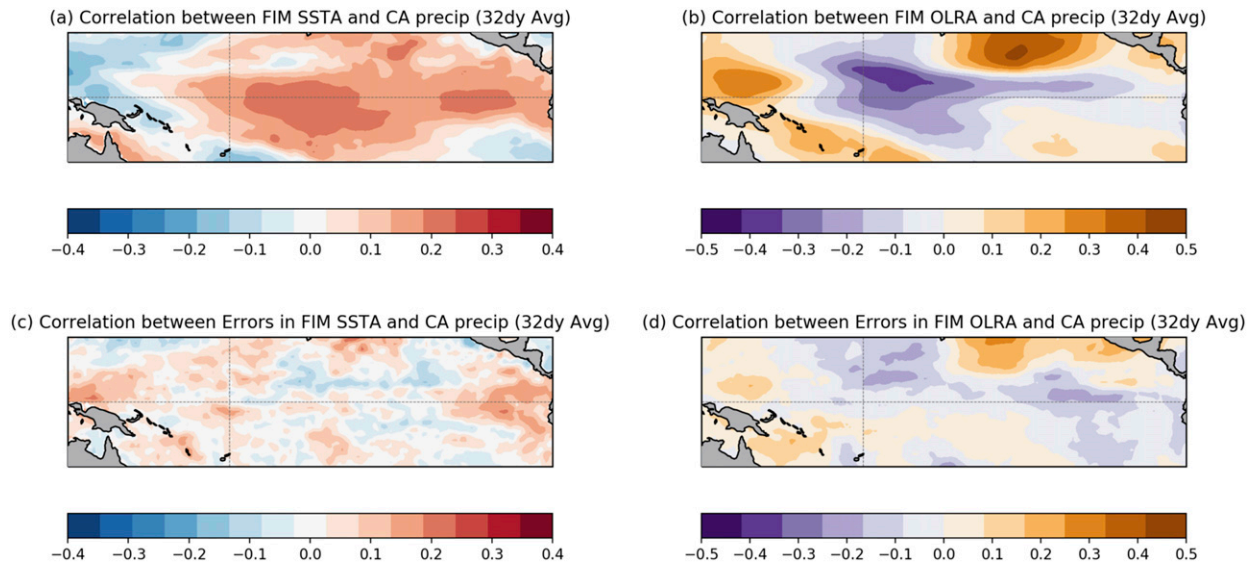 (a) Correlation between FIM SSTA and CA precip (32dy Avg)
(b) Correlation between FIM OLRA and CA precip (32dy Avg)
−0.4 −0.3 −0.2 −0.1 0.0 0.1 0.2 0.3 0.4
−0.5 −0.4 −0.3 −0.2 −0.1 0.0 0.1 0.2 0.3 0.4 0.5
(c) Correlation between Errors in FIM SSTA and CA precip (32dy Avg)
(d) Correlation between Errors in FIM OLRA and CA precip (32dy Avg)
−0.4 −0.3 −0.2 −0.1 0.0 0.1 0.2 0.3 0.4
−0.5 −0.4 −0.3 −0.2 −0.1 0.0 0.1 0.2 0.3 0.4 0.5